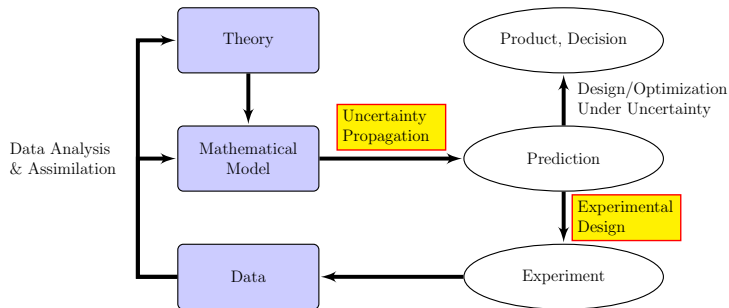 Theory
Product, Decision
Uncertainty
Propagation
Design/Optimization
Under Uncertainty
Data Analysis
& Assimilation
Mathematical
Model
Prediction
Experimental
Design
Data
Experiment